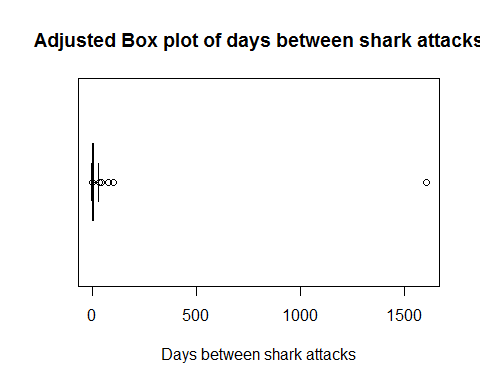 Adjusted Box plot of days between shark attacks
0 500 1000 1500
Days between shark attacks